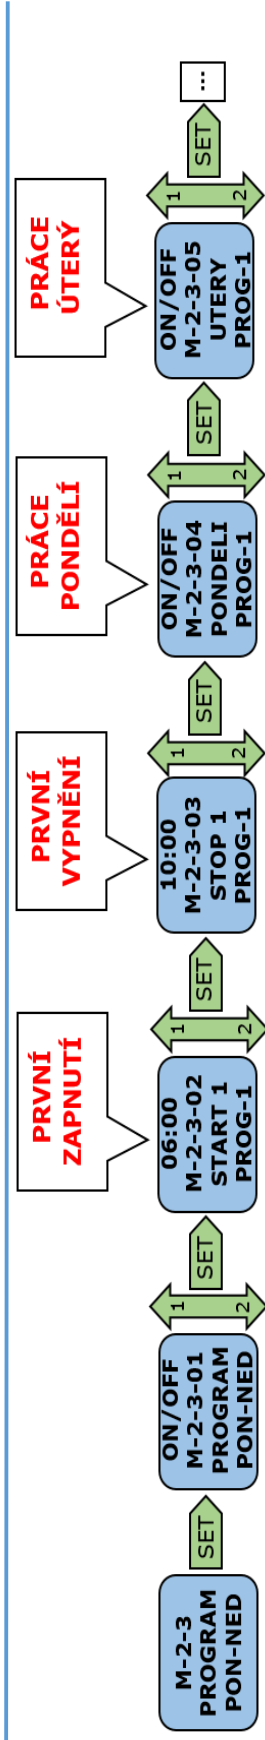 M-2-3
PROGRAM
PON-NED
SET
ON/OFF
M-2-3-01
PROGRAM
PON-NED
1
2
SET
PRVNÍ
ZAPNUTÍ
06:00
M-2-3-02
START 1
PROG-1
1
2
SET
PRVNÍ
VYPNĚNÍ
10:00
M-2-3-03
STOP 1
PROG-1
1
2
SET
PRÁCE
PONDĚLÍ
ON/OFF
M-2-3-04
PONDELI
PROG-1
1
2
SET
PRÁCE
ÚTERÝ
ON/OFF
M-2-3-05
UTERY
PROG-1
1
2
SET
...